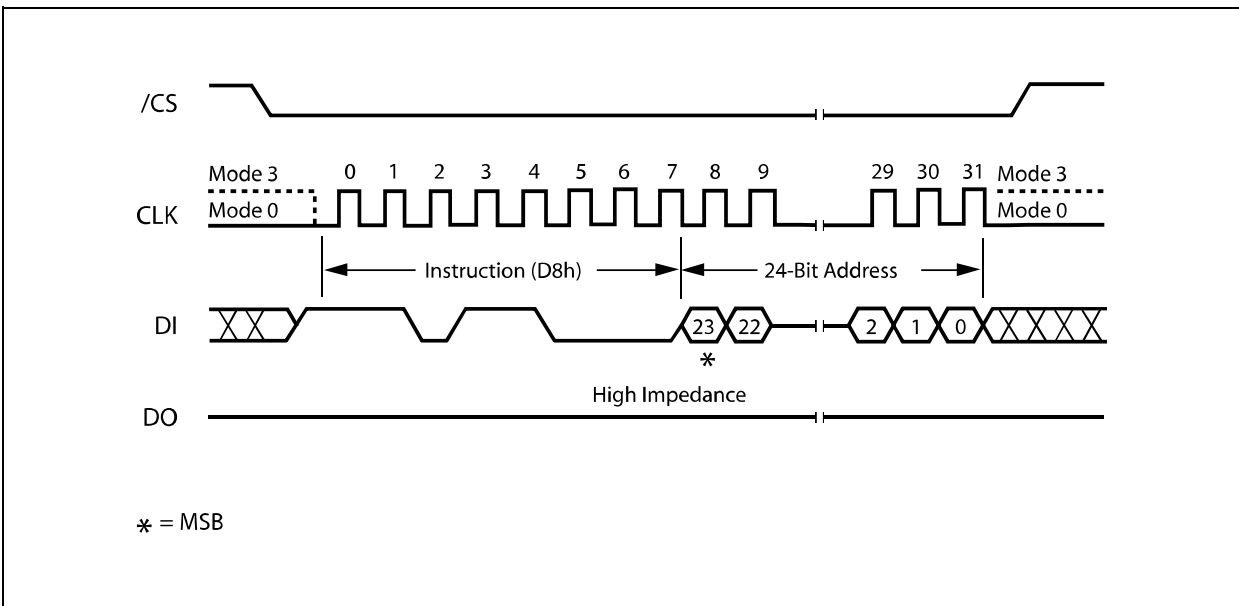 /CS
Mode 3
0 1 2 3 4 5 6 7 8 9 29 30 31
Mode 3
CLK
Mode 0
Mode 0
Instruction (D8h)
24-Bit Address
DI
23 22 2 1 0
*
High Impedance
DO
* = MSB